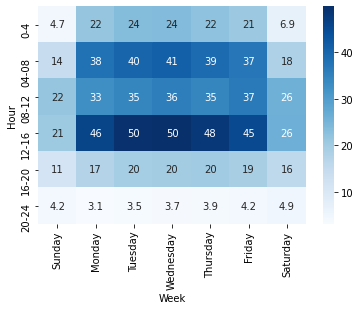 Hour
0-4 4.7 22 24 24 22 21 6.9
04-08 14 38 40 41 39 37 18
08-12 22 33 35 36 35 37 26
12-16 21 46 50 50 48 45 26
16-20 11 17 20 20 20 19 16
20-24 4.2 3.1 3.5 3.7 3.9 4.2 4.9
Sunday Monday Tuesday Wednesday Thursday Friday Saturday
Week
40
30
20
10